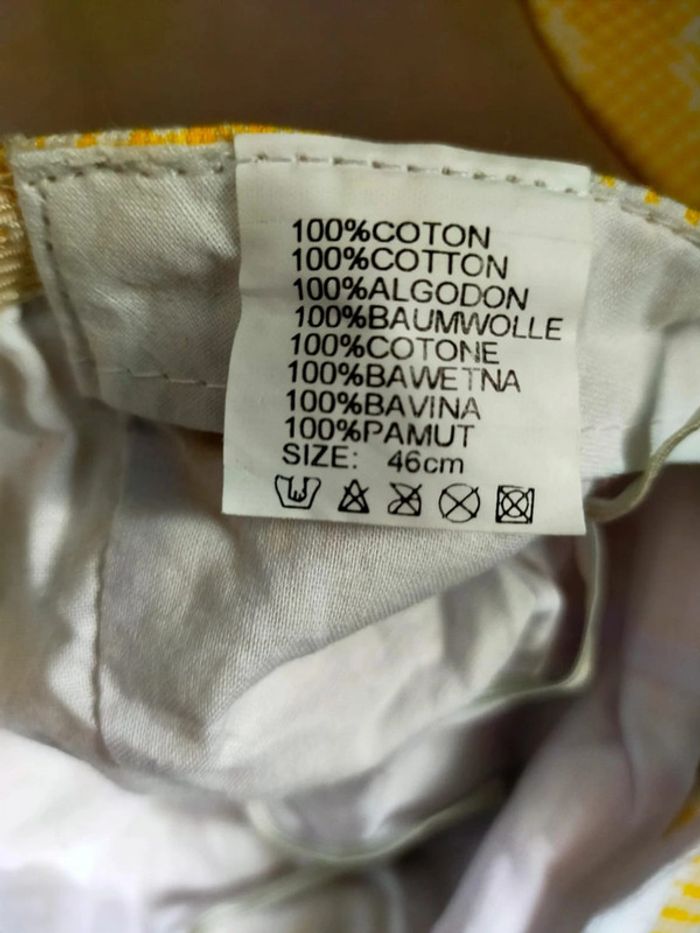 100%COTON
100%COTTON
100%ALGODON
100%BAUMWOLLE
100%COTONE
100%BAWETNA
100%BAVINA
100%PAMUT
SIZE: 46cm